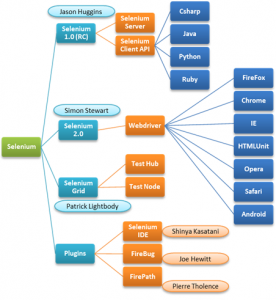 Jason Huggins
Selenium
1.0 (RC)
Selenium
Server
Selenium
Client API
Csharp
Java
Python
Ruby
Simon Stewart
Selenium
2.0
Webdriver
FireFox
Chrome
IE
HTMLUnit
Opera
Safari
Android
Selenium
Selenium
Grid
Test Hub
Test Node
Patrick Lightbody
Plugins
Selenium
IDE
Shinya Kasatani
FireBug
Joe Hewitt
FirePath
Pierre Tholence